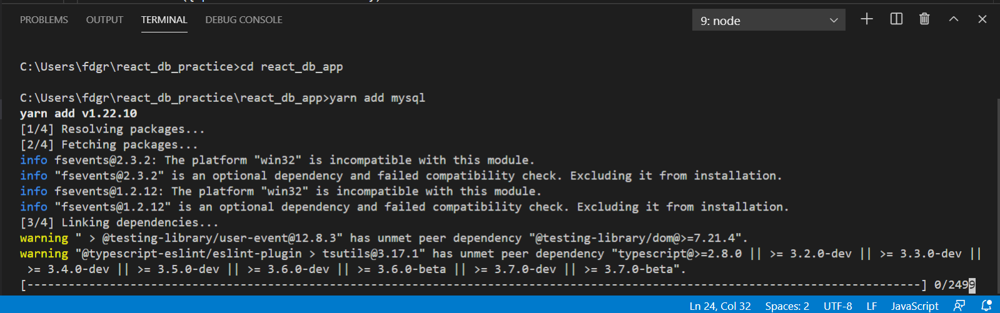 PROBLEMS OUTPUT TERMINAL DEBUG CONSOLE 9: node
C:\Users\fdgr\react_db_practice>cd react_db_app
C:\Users\fdgr\react_db_practice\react_db_app>yarn add mysql
yarn add v1.22.10
[1/4] Resolving packages...
[2/4] Fetching packages...
info fsevents@2.3.2: The platform "win32" is incompatible with this module.
info "fsevents@2.3.2" is an optional dependency and failed compatibility check. Excluding it from installation.
info fsevents@1.2.12: The platform "win32" is incompatible with this module.
info "fsevents@1.2.12" is an optional dependency and failed compatibility check. Excluding it from installation.
[3/4] Linking dependencies...
warning " > @testing-library/user-event@12.8.3" has unmet peer dependency "@testing-library/dom@>=7.21.4".
warning "@typescript-eslint/eslint-plugin > tsutils@3.17.1" has unmet peer dependency "typescript@>=2.8.0 || >= 3.2.0-dev || >= 3.3.0-dev ||
>= 3.4.0-dev || >= 3.5.0-dev || >= 3.6.0-dev || >= 3.6.0-beta || >= 3.7.0-dev || >= 3.7.0-beta".
[----------------------------------------------------------------------------------------------------------------------------------] 0/2499
Ln 24, Col 32 Spaces: 2 UTF-8 LF JavaScript